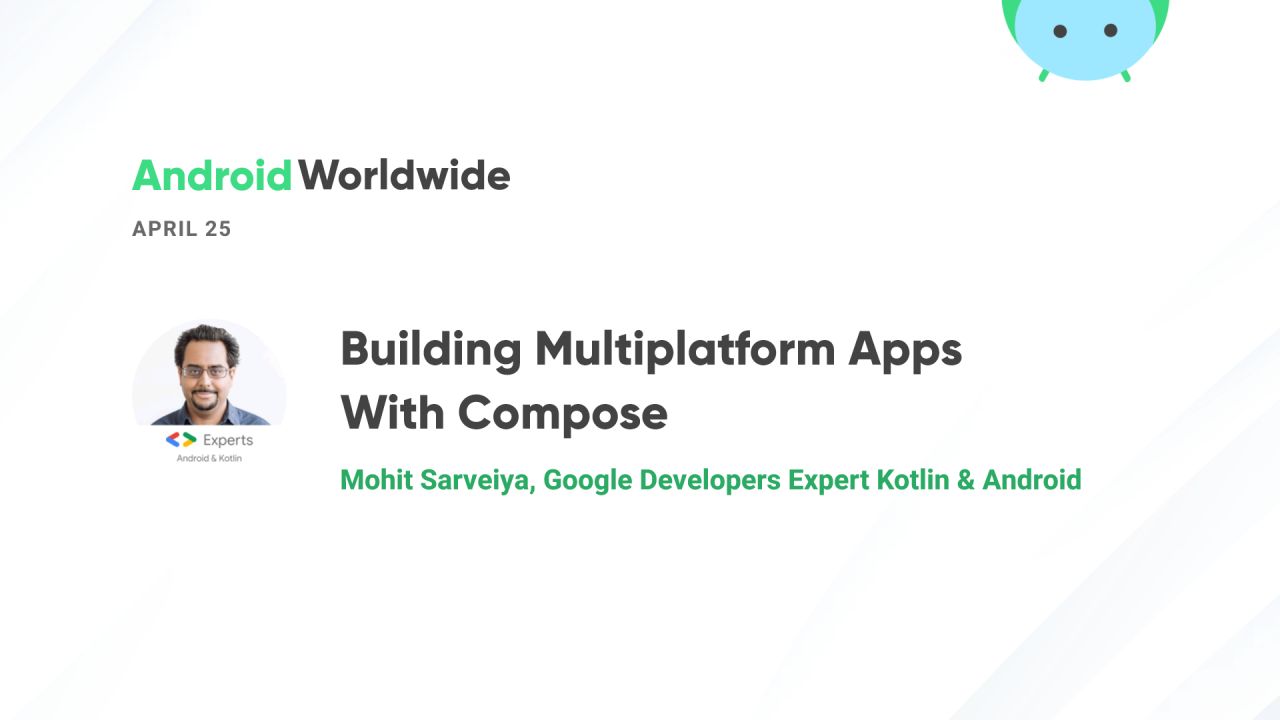 Android Worldwide
APRIL 25
Building Multiplatform Apps
With Compose
Mohit Sarveiya, Google Developers Expert Kotlin & Android
Experts
Android & Kotlin